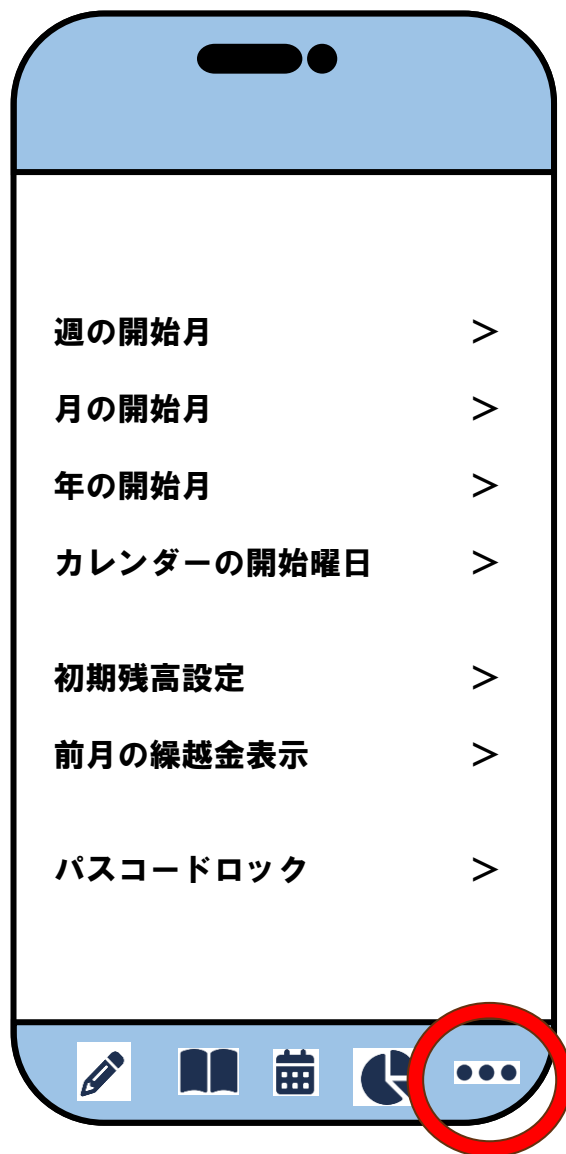 週の開始月 >
月の開始月 >
年の開始月 >
カレンダーの開始曜日 >
初期残高設定 >
前月の繰越金表示 >
パスコードロック >